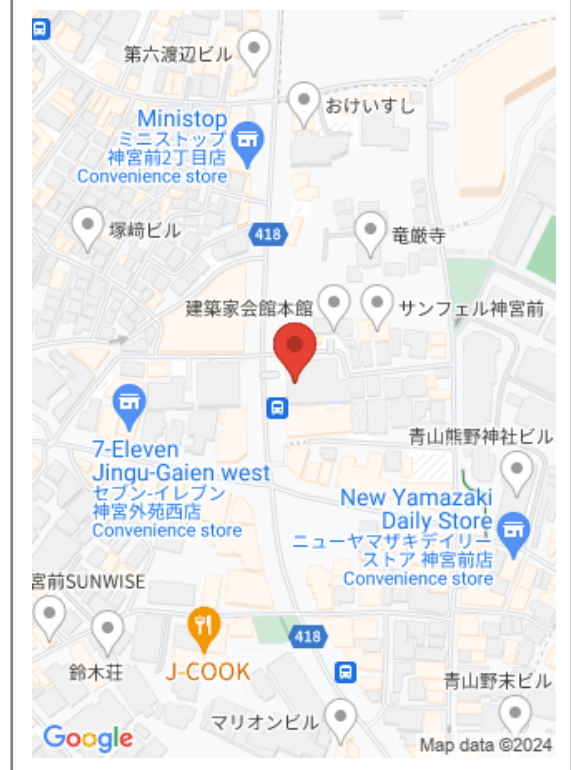 第六渡辺ビル
おけいすし
Ministop
ミニストップ
神宮前2丁目店
Convenience store
塚﨑ビル
418
竜厳寺
建築家会館本館
サンフェル神宮前
7-Eleven
Jingu-Gaien west
セブン-イレブン
神宮外苑西店
Convenience store
青山熊野神社ビル
New Yamazaki
Daily Store
ニューヤマザキデイリー
ストア 神宮前店
Convenience store
宮前SUNWISE
418
鈴木荘
J-COOK
青山野末ビル
マリオンビル
Google
Map data ©2024